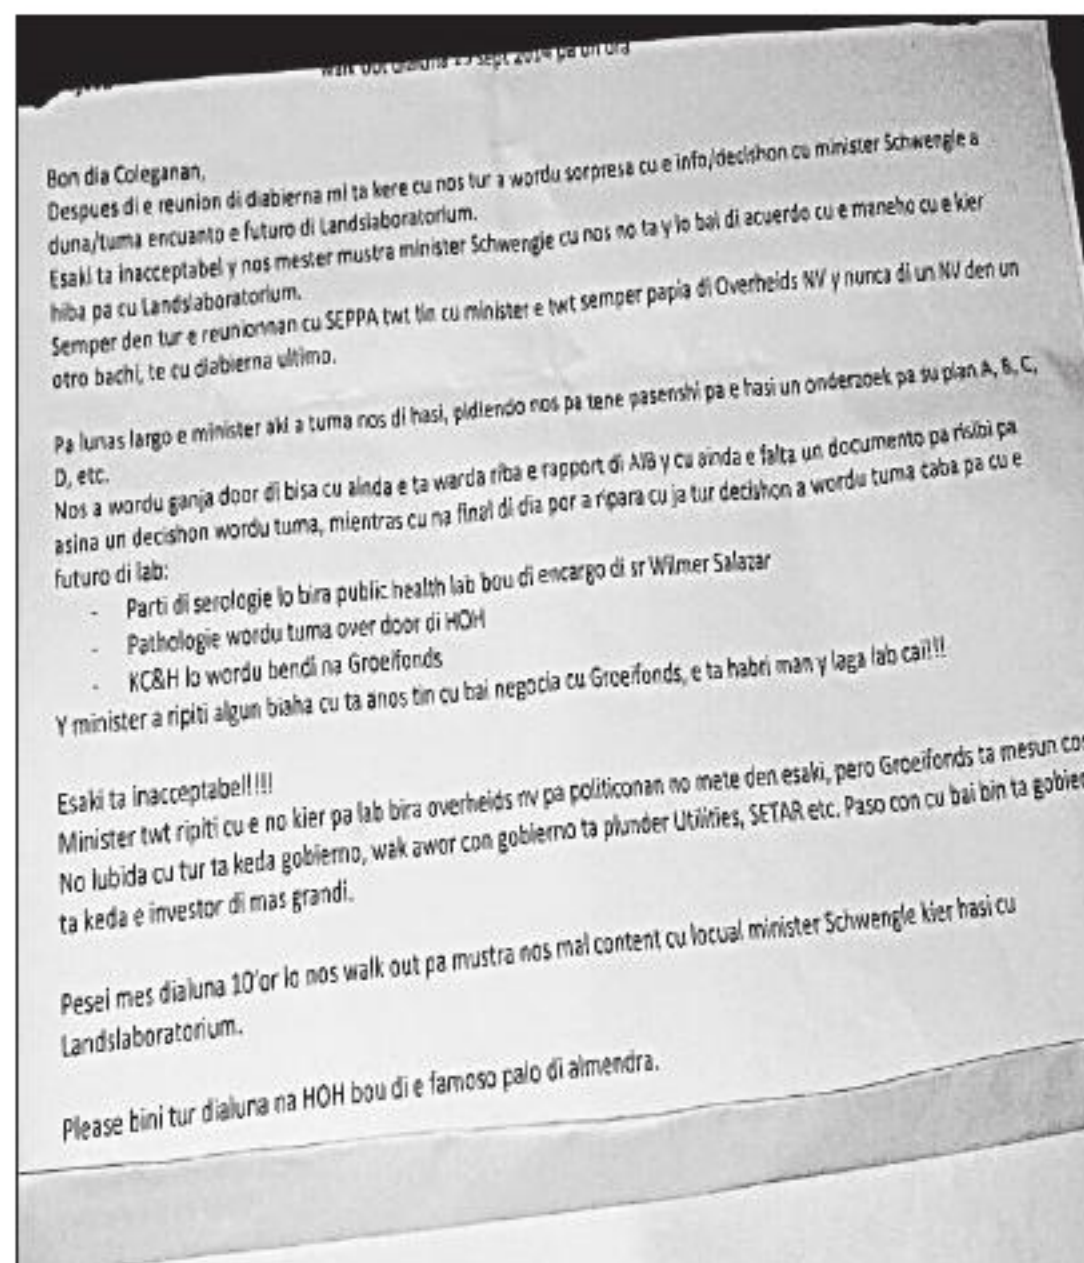 Walk out dialuna 15 sept 2014 pa un ora
Bon dia Coleganan,
Despues di e reunion di diabierna mi ta kere cu nos tur a wordu sorpresa cu e info/decishon cu minister Schwengle a
duna/tuma encuanto e futuro di Landslaboratorium.
Esaki ta inacceptabel y nos mester mustra minister Schwengle cu nos no ta y lo bai di acuerdo cu e maneho cu e kier
hiba pa cu Landslaboratorium.
Semper den tur e reunionnan cu SEPPA twt tin cu minister e twt semper papia di Overheids NV y nunca di un NV den un
otro bachi, te cu diabierna ultimo.
Pa lunas largo e minister aki a tuma nos di hasi, pidiendo nos pa tene pasenshi pa e hasi un onderzoek pa su plan A, B, C,
D, etc.
Nos a wordu ganja door di bisa cu ainda e ta warda riba e rapport di AIB y cu ainda e falta un documento pa risibi pa
asina un decishon wordu tuma, mientras cu na final di dia por a ripara cu ja tur decishon a wordu tuma caba pa cu e
futuro di lab:
- Parti di serologie lo bira public health lab bou di encargo di sr Wilmer Salazar
- Pathologie wordu tuma over door di HOH
- KC&H lo wordu bendi na Groeifonds
Y minister a ripiti algun biaha cu ta anos tin cu bai negocia cu Groeifonds, e ta habri man y laga lab cai!!!
Esaki ta inacceptabel!!!!
Minister twt ripiti cu e no kier pa lab bira overheids nv pa politiconan no mete den esaki, pero Groeifonds ta mesun cos
No lubida cu tur ta keda gobierno, wak awor con gobierno ta plunder Utilities, SETAR etc. Paso con cu bai bin ta
ta keda e investor di mas grandi.
Pesei mes dialuna 10'or lo nos walk out pa mustra nos mal content cu locual minister Schwengle kier hasi cu
Landslaboratorium.
Please bini tur dialuna na HOH bou di e famoso palo di almendra.